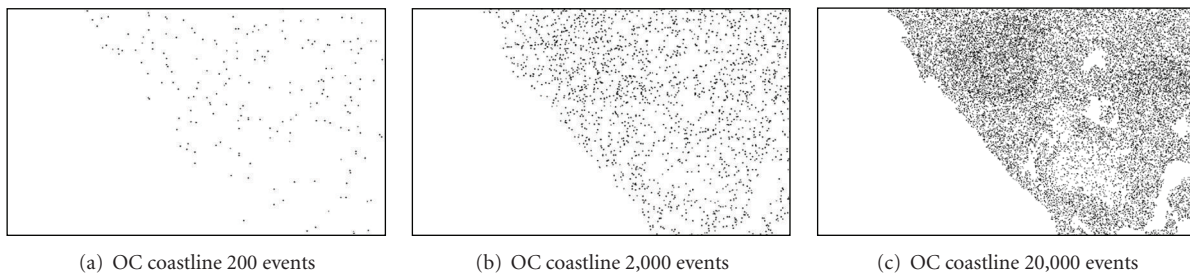 (a) OC coastline 200 events
(b) OC coastline 2,000 events
(c) OC coastline 20,000 events